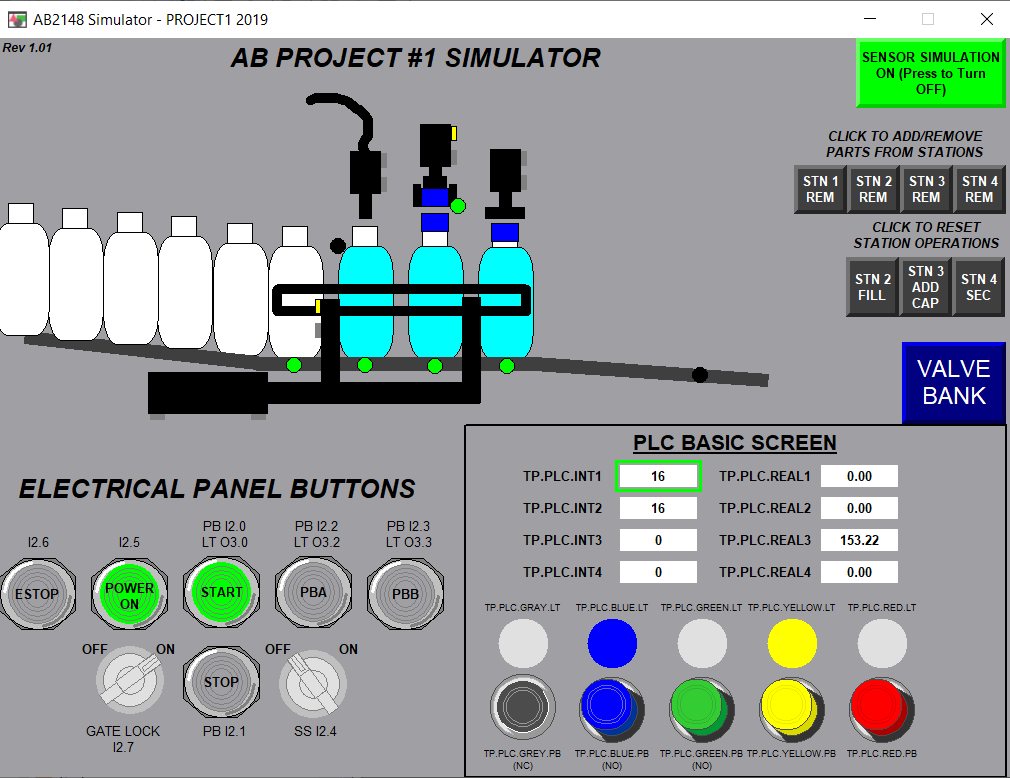 AB2148 Simulator - PROJECT1 2019
Rev 1.01
AB PROJECT #1 SIMULATOR
SENSOR SIMULATION
ON (Press to Turn
OFF)
CLICK TO ADD/REMOVE
PARTS FROM STATIONS
STN 1
REM
STN 2
REM
STN 3
REM
STN 4
REM
CLICK TO RESET
STATION OPERATIONS
STN 2
FILL
STN 3
ADD
CAP
STN 4
SEC
VALVE
BANK
PLC BASIC SCREEN
TP.PLC.INT1 16 TP.PLC.REAL1 0.00
TP.PLC.INT2 16 TP.PLC.REAL2 0.00
TP.PLC.INT3 0 TP.PLC.REAL3 153.22
TP.PLC.INT4 0 TP.PLC.REAL4 0.00
TP.PLC.GRAY.LT TP.PLC.BLUE.LT TP.PLC.GREEN.LT TP.PLC.YELLOW.LT TP.PLC.RED.LT
TP.PLC.GREY.PB
(NC)
TP.PLC.BLUE.PB
(NO)
TP.PLC.GREEN.PB
(NO)
TP.PLC.YELLOW.PB
TP.PLC.RED.PB
ELECTRICAL PANEL BUTTONS
I2.6
I2.5
PB I2.0
LT O3.0
PB I2.2
LT O3.2
PB I2.3
LT O3.3
ESTOP
POWER
ON
START
PBA
PBB
OFF
ON
GATE LOCK
I2.7
STOP
PB I2.1
OFF
ON
SS I2.4